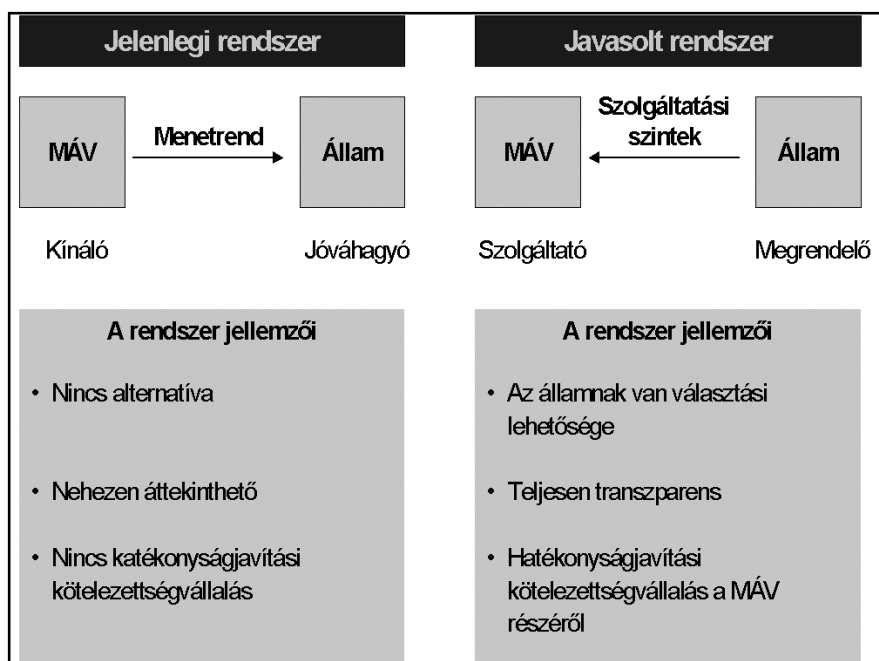 Jelenlegi rendszer
MÁV
Menetrend
Állam
Kínáló
Jóváhagyó
A rendszer jellemzői
• Nincs alternatíva
• Nehezen áttekinthető
• Nincs katékonyságjavítási
kötelezettségvállalás
Javasolt rendszer
MÁV
Szolgáltatási
szintek
Állam
Szolgáltató
Megrendelő
A rendszer jellemzői
• Az államnak van választási
lehetősége
• Teljesen transzparens
• Hatékonyságjavítási
kötelezettségvállalás a MÁV
részéről